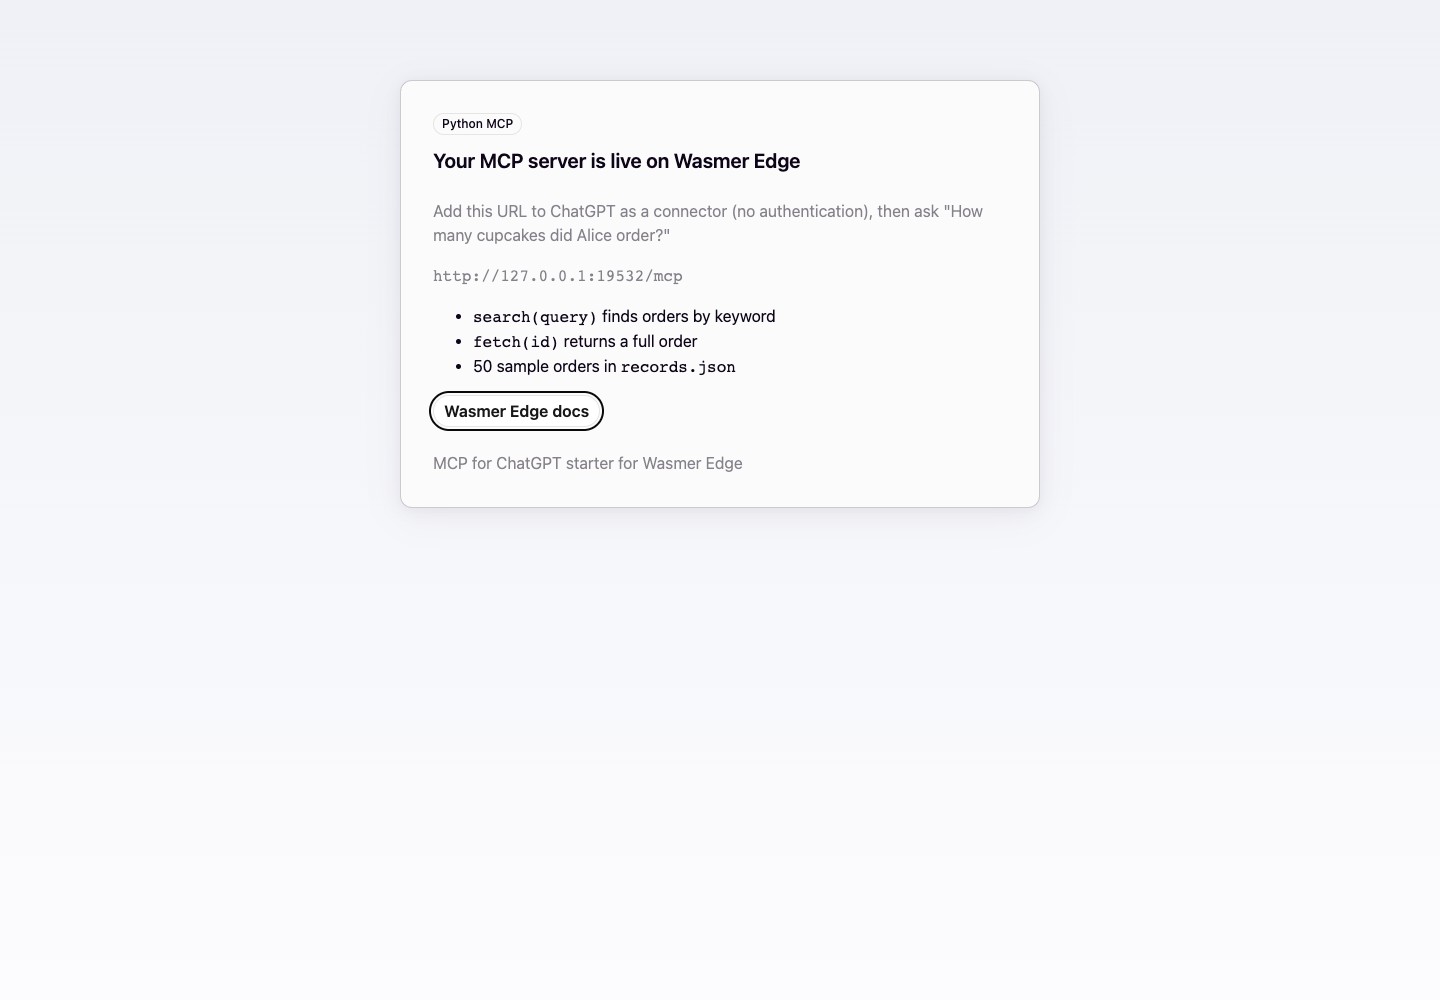 Python MCP
Your MCP server is live on Wasmer Edge
Add this URL to ChatGPT as a connector (no authentication), then ask "How
many cupcakes did Alice order?"
http://127.0.0.1:19532/mcp
search(query) finds orders by keyword
fetch(id) returns a full order
50 sample orders in records.json
Wasmer Edge docs
MCP for ChatGPT starter for Wasmer Edge